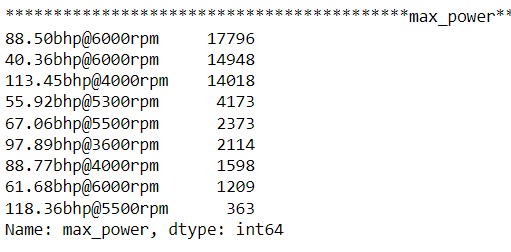 ******************************************max_power**
88.50bhp@6000rpm 17796
40.36bhp@6000rpm 14948
113.45bhp@4000rpm 14018
55.92bhp@5300rpm 4173
67.06bhp@5500rpm 2373
97.89bhp@3600rpm 2114
88.77bhp@4000rpm 1598
61.68bhp@6000rpm 1209
118.36bhp@5500rpm 363
Name: max_power, dtype: int64